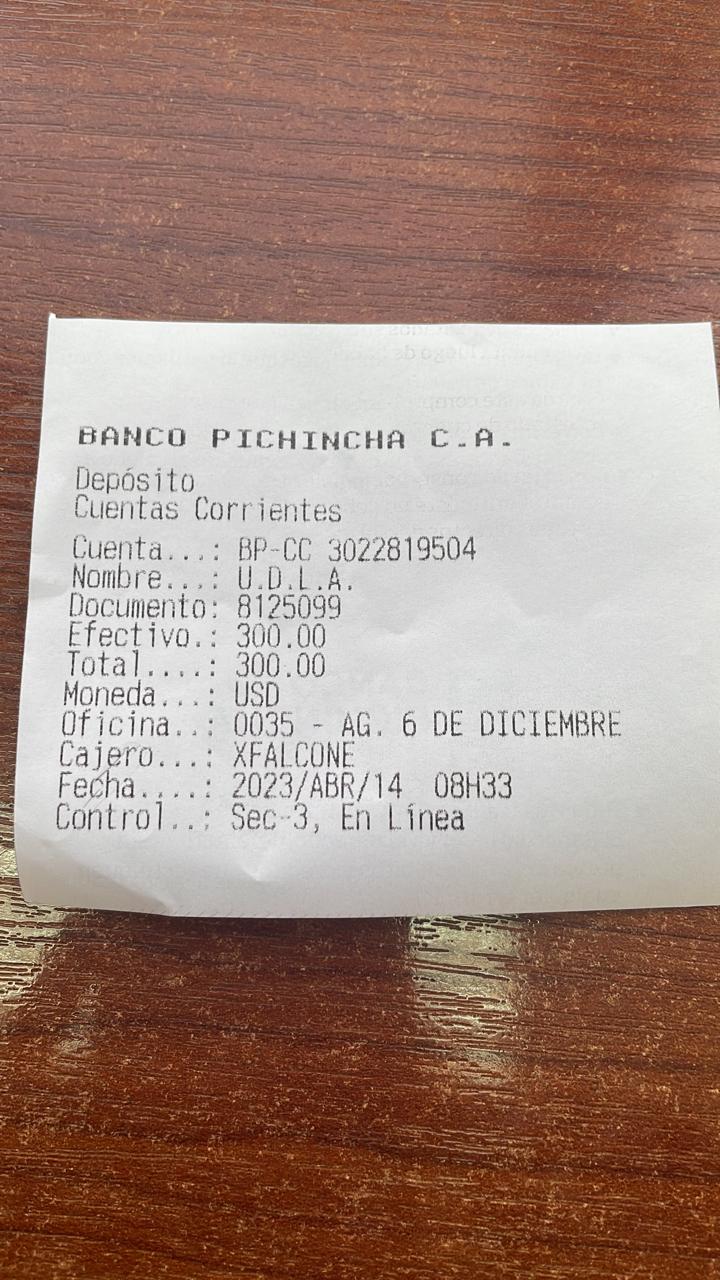 BANCO PICHINCHA C.A.
Depósito
Cuentas Corrientes
Cuenta...: BP-CC 3022819504
Nombre...: U.D.L.A.
Documento: 8125099
Efectivo.: 300.00
Total....: 300.00
Moneda...: USD
Oficina..: 0035 - AG. 6 DE DICIEMBRE
Cajero...: XFALCONE
Fecha....: 2023/ABR/14 08H33
Control..: Sec-3, En Línea